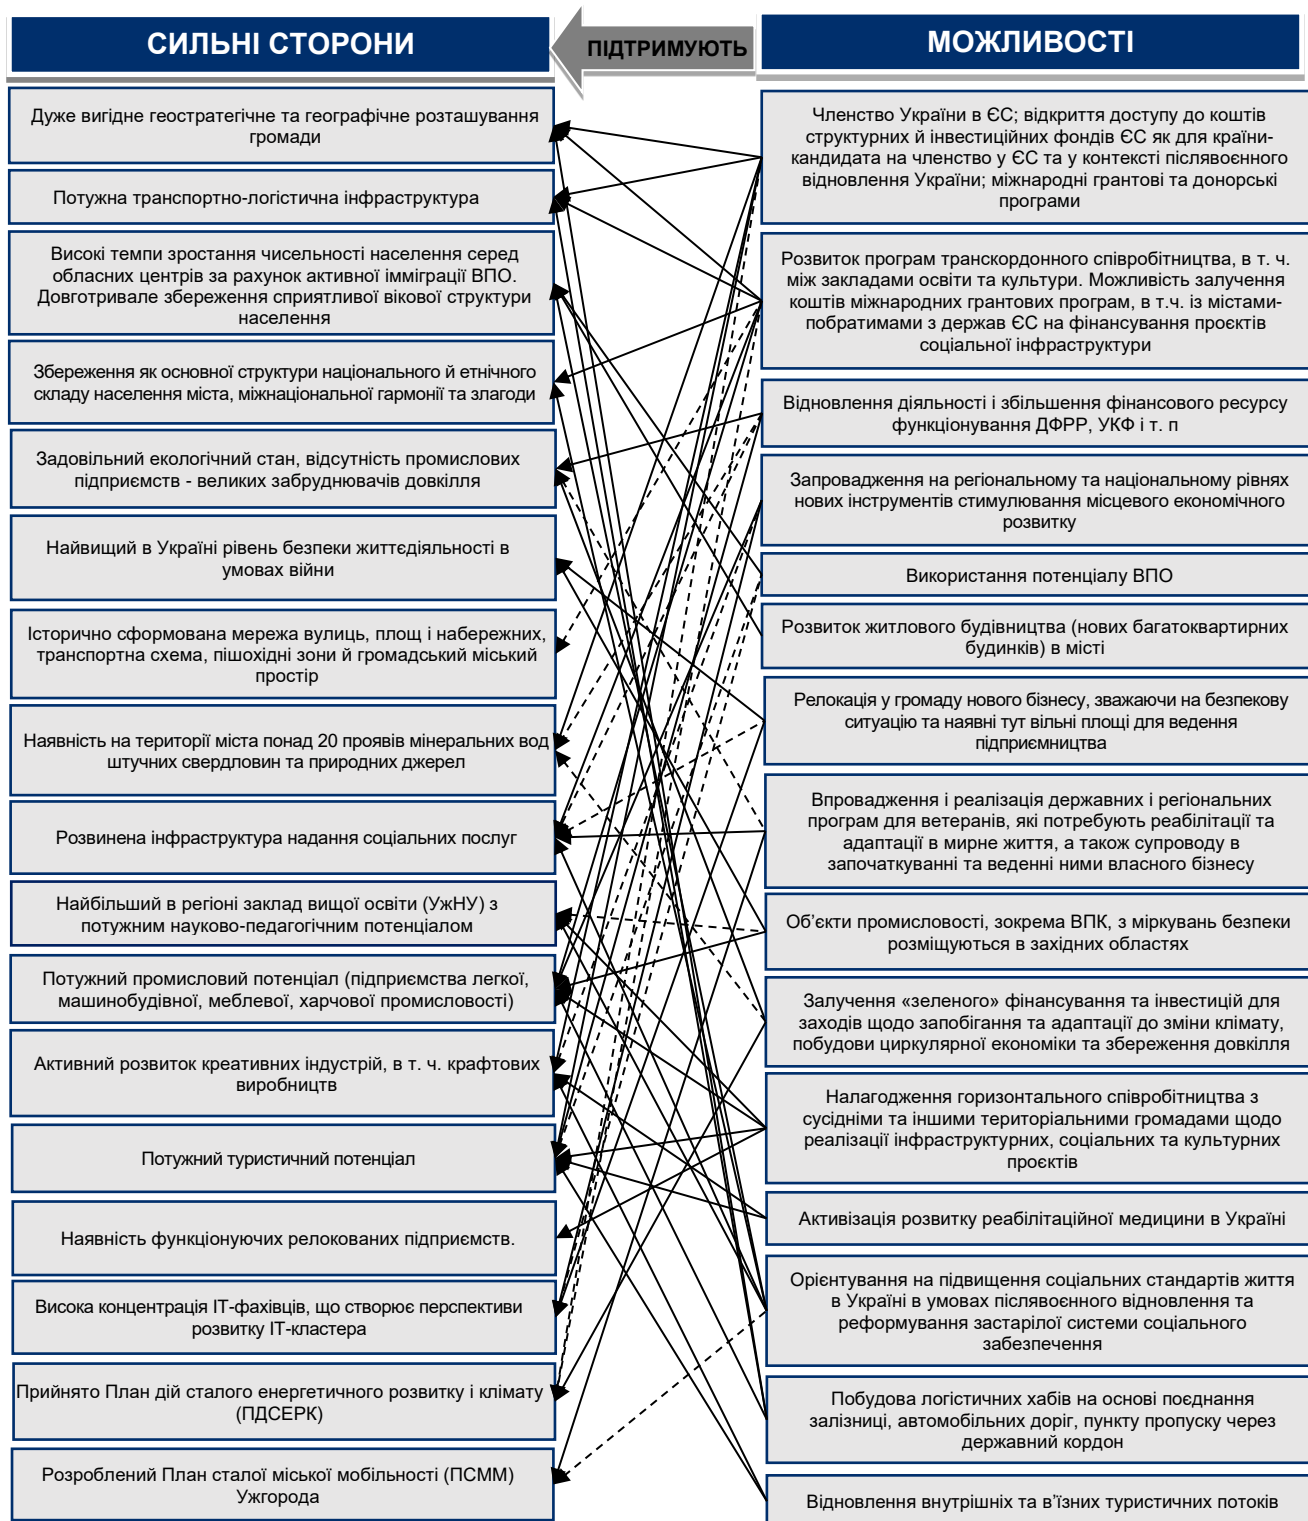 СИЛЬНІ СТОРОНИ
ПІДТРИМУЮТЬ
МОЖЛИВОСТІ
Дуже вигідне геостратегічне та географічне розташування
громади
Потужна транспортно-логістична інфраструктура
Високі темпи зростання чисельності населення серед
обласних центрів за рахунок активної імміграції ВПО.
Довготривале збереження сприятливої вікової структури
населення
Збереження як основної структури національного й етнічного
складу населення міста, міжнаціональної гармонії та злагоди
Задовільний екологічний стан, відсутність промислових
підприємств - великих забруднювачів довкілля
Найвищий в Україні рівень безпеки життєдіяльності в
умовах війни
Історично сформована мережа вулиць, площ і набережних,
транспортна схема, пішохідні зони й громадський міський
простір
Наявність на території міста понад 20 проявів мінеральних вод
штучних свердловин та природних джерел
Розвинена інфраструктура надання соціальних послуг
Найбільший в регіоні заклад вищої освіти (УжНУ) з
потужним науково-педагогічним потенціалом
Потужний промисловий потенціал (підприємства легкої,
машинобудівної, меблевої, харчової промисловості)
Активний розвиток креативних індустрій, в т. ч. крафтових
виробництв
Потужний туристичний потенціал
Наявність функціонуючих релокованих підприємств.
Висока концентрація ІТ-фахівців, що створює перспективи
розвитку ІТ-кластера
Прийнято План дій сталого енергетичного розвитку і клімату
(ПДСЕРК)
Розроблений План сталої міської мобільності (ПСММ)
Ужгорода
Членство України в ЄС; відкриття доступу до коштів
структурних й інвестиційних фондів ЄС як для країни-
кандидата на членство у ЄС та у контексті післявоєнного
відновлення України; міжнародні грантові та донорські
програми
Розвиток програм транскордонного співробітництва, в т. ч.
між закладами освіти та культури. Можливість залучення
коштів міжнародних грантових програм, в т.ч. із містами-
побратимами з держав ЄС на фінансування проєктів
соціальної інфраструктури
Відновлення діяльності і збільшення фінансового ресурсу
функціонування ДФРР, УКФ і т. п
Запровадження на регіональному та національному рівнях
нових інструментів стимулювання місцевого економічного
розвитку
Використання потенціалу ВПО
Розвиток житлового будівництва (нових багатоквартирних
будинків) в місті
Релокація у громаду нового бізнесу, зважаючи на безпекову
ситуацію та наявні тут вільні площі для ведення
підприємництва
Впровадження і реалізація державних і регіональних
програм для ветеранів, які потребують реабілітації та
адаптації в мирне життя, а також супроводу в
започаткуванні та веденні ними власного бізнесу
Об’єкти промисловості, зокрема ВПК, з міркувань безпеки
розміщуються в західних областях
Залучення «зеленого» фінансування та інвестицій для
заходів щодо запобігання та адаптації до зміни клімату,
побудови циркулярної економіки та збереження довкілля
Налагодження горизонтального співробітництва з
сусідніми та іншими територіальними громадами щодо
реалізації інфраструктурних, соціальних та культурних
проєктів
Активізація розвитку реабілітаційної медицини в Україні
Орієнтування на підвищення соціальних стандартів життя
в Україні в умовах післявоєнного відновлення та
реформування застарілої системи соціального
забезпечення
Побудова логістичних хабів на основі поєднання
залізниці, автомобільних доріг, пункту пропуску через
державний кордон
Відновлення внутрішніх та в’їзних туристичних потоків